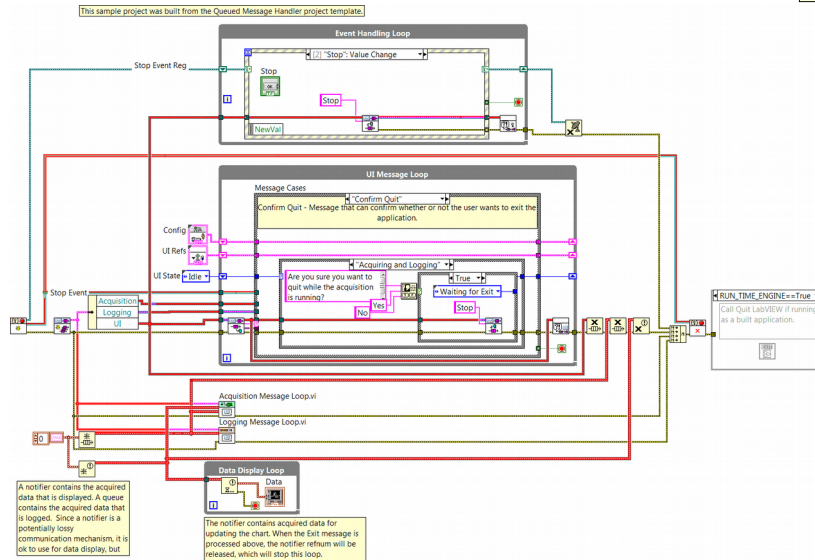 This sample project was built from the Queued Message Handler project template.
Event Handling Loop
[2] "Stop": Value Change
Stop Event Reg
Stop
OK
Stop
NewVal
i
UI Message Loop
Message Cases
"Confirm Quit"
Confirm Quit - Message that can confirm whether or not the user wants to exit the
application.
Config
UI Refs
UI State
Idle
"Acquiring and Logging"
Are you sure you want to
quit while the acquisition
is running?
Yes
No
True
Waiting for Exit
Stop
Stop Event
Acquisition
Logging
UI
i
RUN_TIME_ENGINE==True
Call Quit LabVIEW if running
as a built application.
Acquisition Message Loop.vi
Logging Message Loop.vi
0
Data Display Loop
Data
i
A notifier contains the acquired
data that is displayed. A queue
contains the acquired data that
is logged. Since a notifier is a
potentially lossy
communication mechanism, it is
ok to use for data display, but
The notifier contains acquired data for
updating the chart. When the Exit message is
processed above, the notifier refnum will be
released, which will stop this loop.